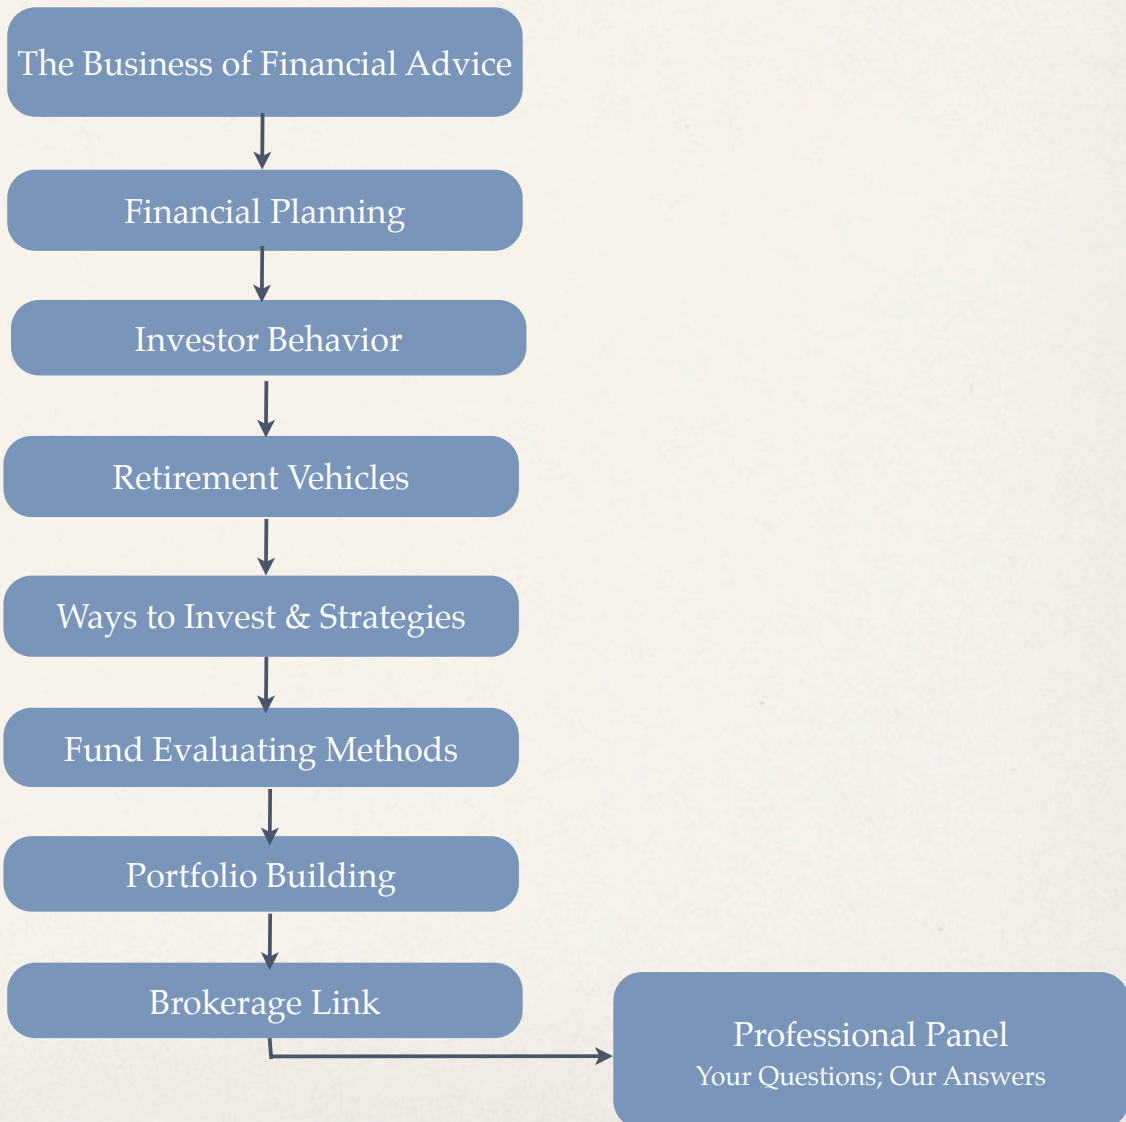 The Business of Financial Advice
Financial Planning
Investor Behavior
Retirement Vehicles
Ways to Invest & Strategies
Fund Evaluating Methods
Portfolio Building
Brokerage Link
Professional Panel
Your Questions; Our Answers